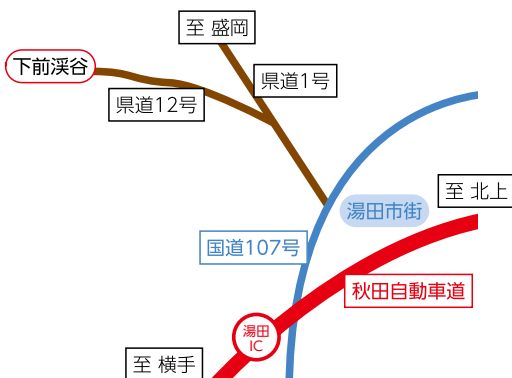 至 盛岡
下前渓谷
県道1号
県道12号
至 北上
湯田市街
国道107号
秋田自動車道
湯田
IC
至 横手